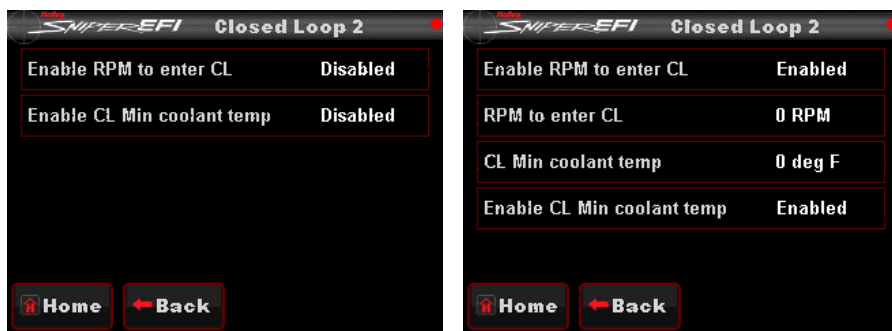 Holley
SNIPER EFI Closed Loop 2
Enable RPM to enter CL Disabled
Enable CL Min coolant temp Disabled
Home Back
Holley
SNIPER EFI Closed Loop 2
Enable RPM to enter CL Enabled
RPM to enter CL 0 RPM
CL Min coolant temp 0 deg F
Enable CL Min coolant temp Enabled
Home Back